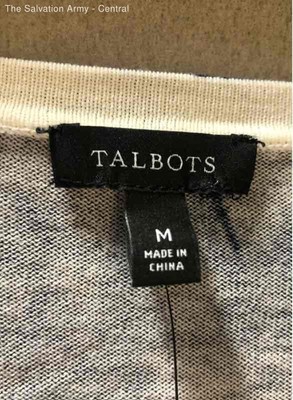 The Salvation Army - Central
TALBOTS
M
MADE IN
CHINA